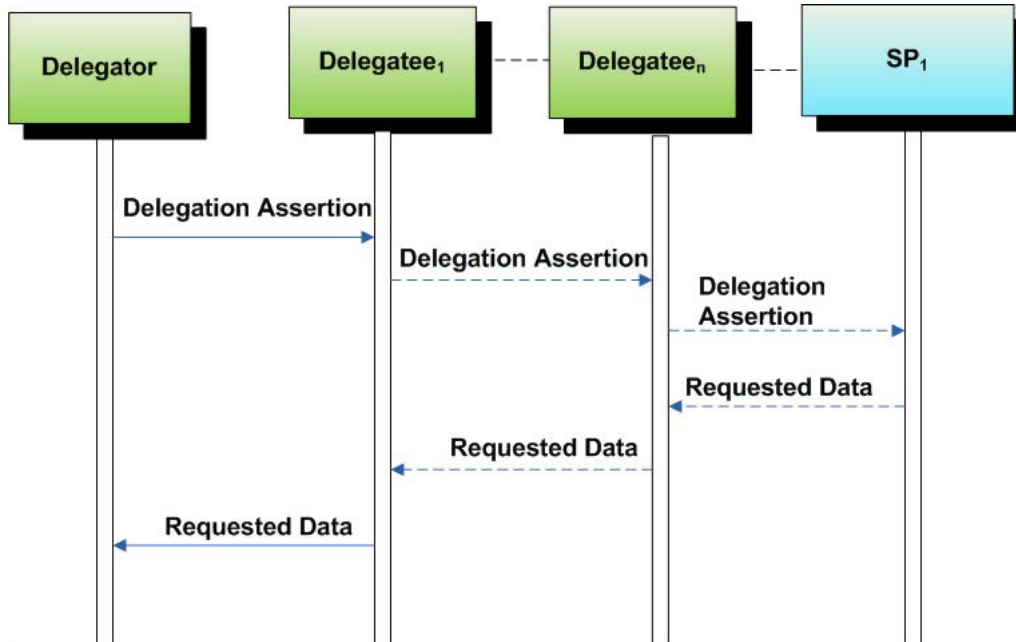 Delegator
Delegatee₁
Delegateeₙ
SP₁
Delegation Assertion
Delegation Assertion
Delegation
Assertion
Requested Data
Requested Data
Requested Data